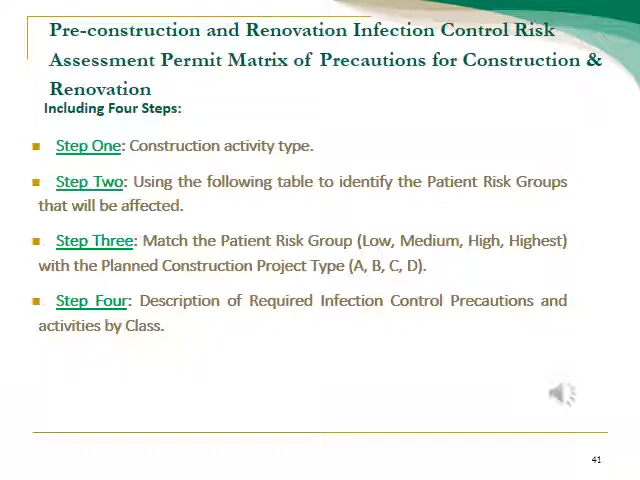 Pre-construction and Renovation Infection Control Risk
Assessment Permit Matrix of Precautions for Construction &
Renovation
Including Four Steps:
Step One: Construction activity type.
Step Two: Using the following table to identify the Patient Risk Groups
that will be affected.
Step Three: Match the Patient Risk Group (Low, Medium, High, Highest)
with the Planned Construction Project Type (A, B, C, D).
Step Four: Description of Required Infection Control Precautions and
activities by Class.
41